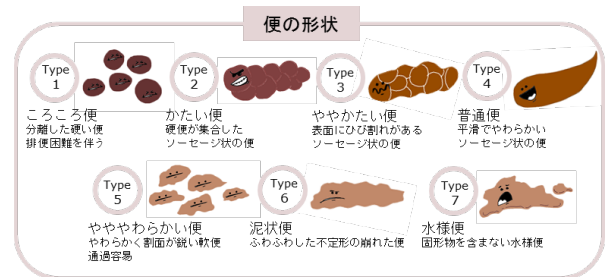 便の形状
Type
1
ころころ便
分離した硬い便
排便困難を伴う
Type
2
かたい便
硬便が集合した
ソーセージ状の便
Type
3
ややかたい便
表面にひび割れがある
ソーセージ状の便
Type
4
普通便
平滑でやわらかい
ソーセージ状の便
Type
5
やややわらかい便
やわらかく割面が鋭い軟便
通過容易
Type
6
泥状便
ふわふわした不定形の崩れた便
Type
7
水様便
固形物を含まない水様便